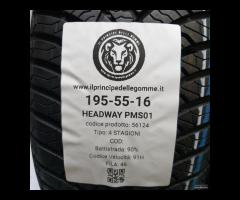 IL PRINCIPE DELLE GOMME
www.ilprincipedellegomme.it
195-55-16
HEADWAY PMS01
codice prodotto: 56124
Tipo: 4 STAGIONI
COD:
Battistrada: 90%
Codice Velocità: 91H
FILA: 46